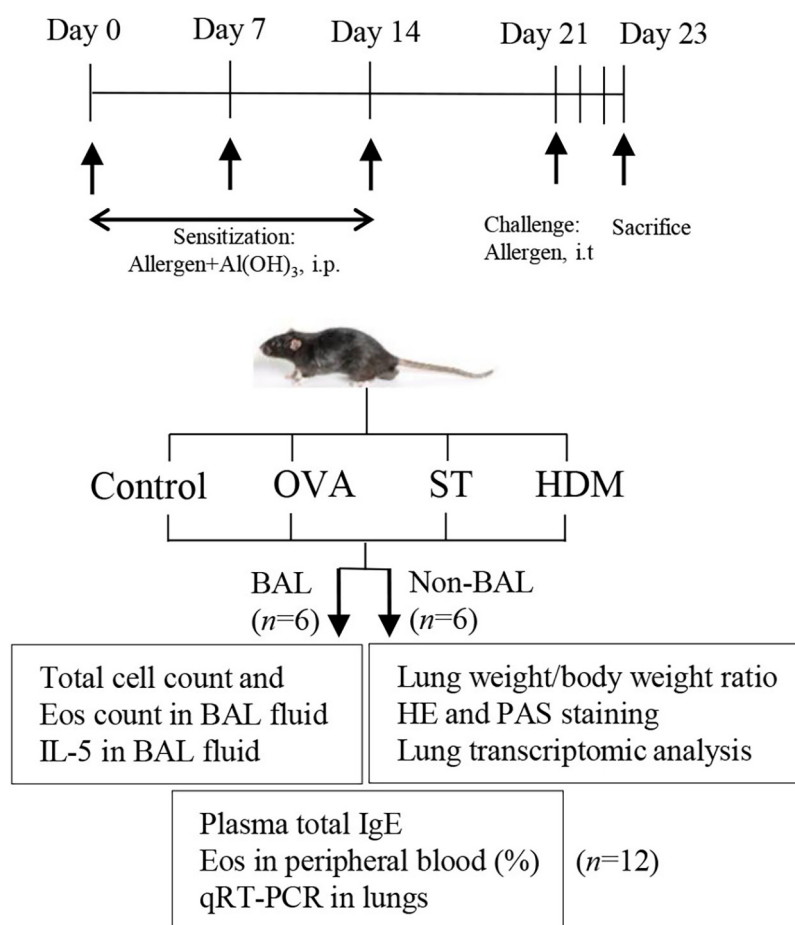 Day 0 Day 7 Day 14 Day 21 Day 23
Sensitization:
Allergen+Al(OH)₃, i.p.
Challenge:
Allergen, i.t
Sacrifice
Control OVA ST HDM
BAL
(n=6)
Non-BAL
(n=6)
Total cell count and
Eos count in BAL fluid
IL-5 in BAL fluid
Lung weight/body weight ratio
HE and PAS staining
Lung transcriptomic analysis
Plasma total IgE
Eos in peripheral blood (%)
qRT-PCR in lungs
(n=12)